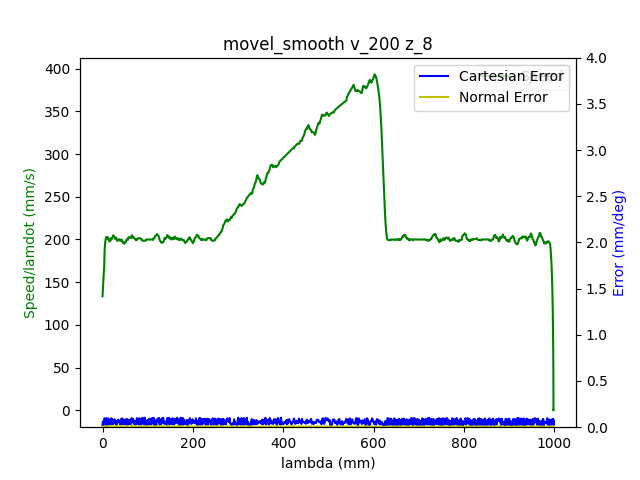 movel_smooth v_200 z_8
Speed/lamdot (mm/s)
400
350
300
250
200
150
100
50
0
Cartesian Error
Normal Error
4.0
3.5
3.0
2.5
2.0
1.5
1.0
0.5
0.0
Error (mm/deg)
0 200 400 600 800 1000
lambda (mm)